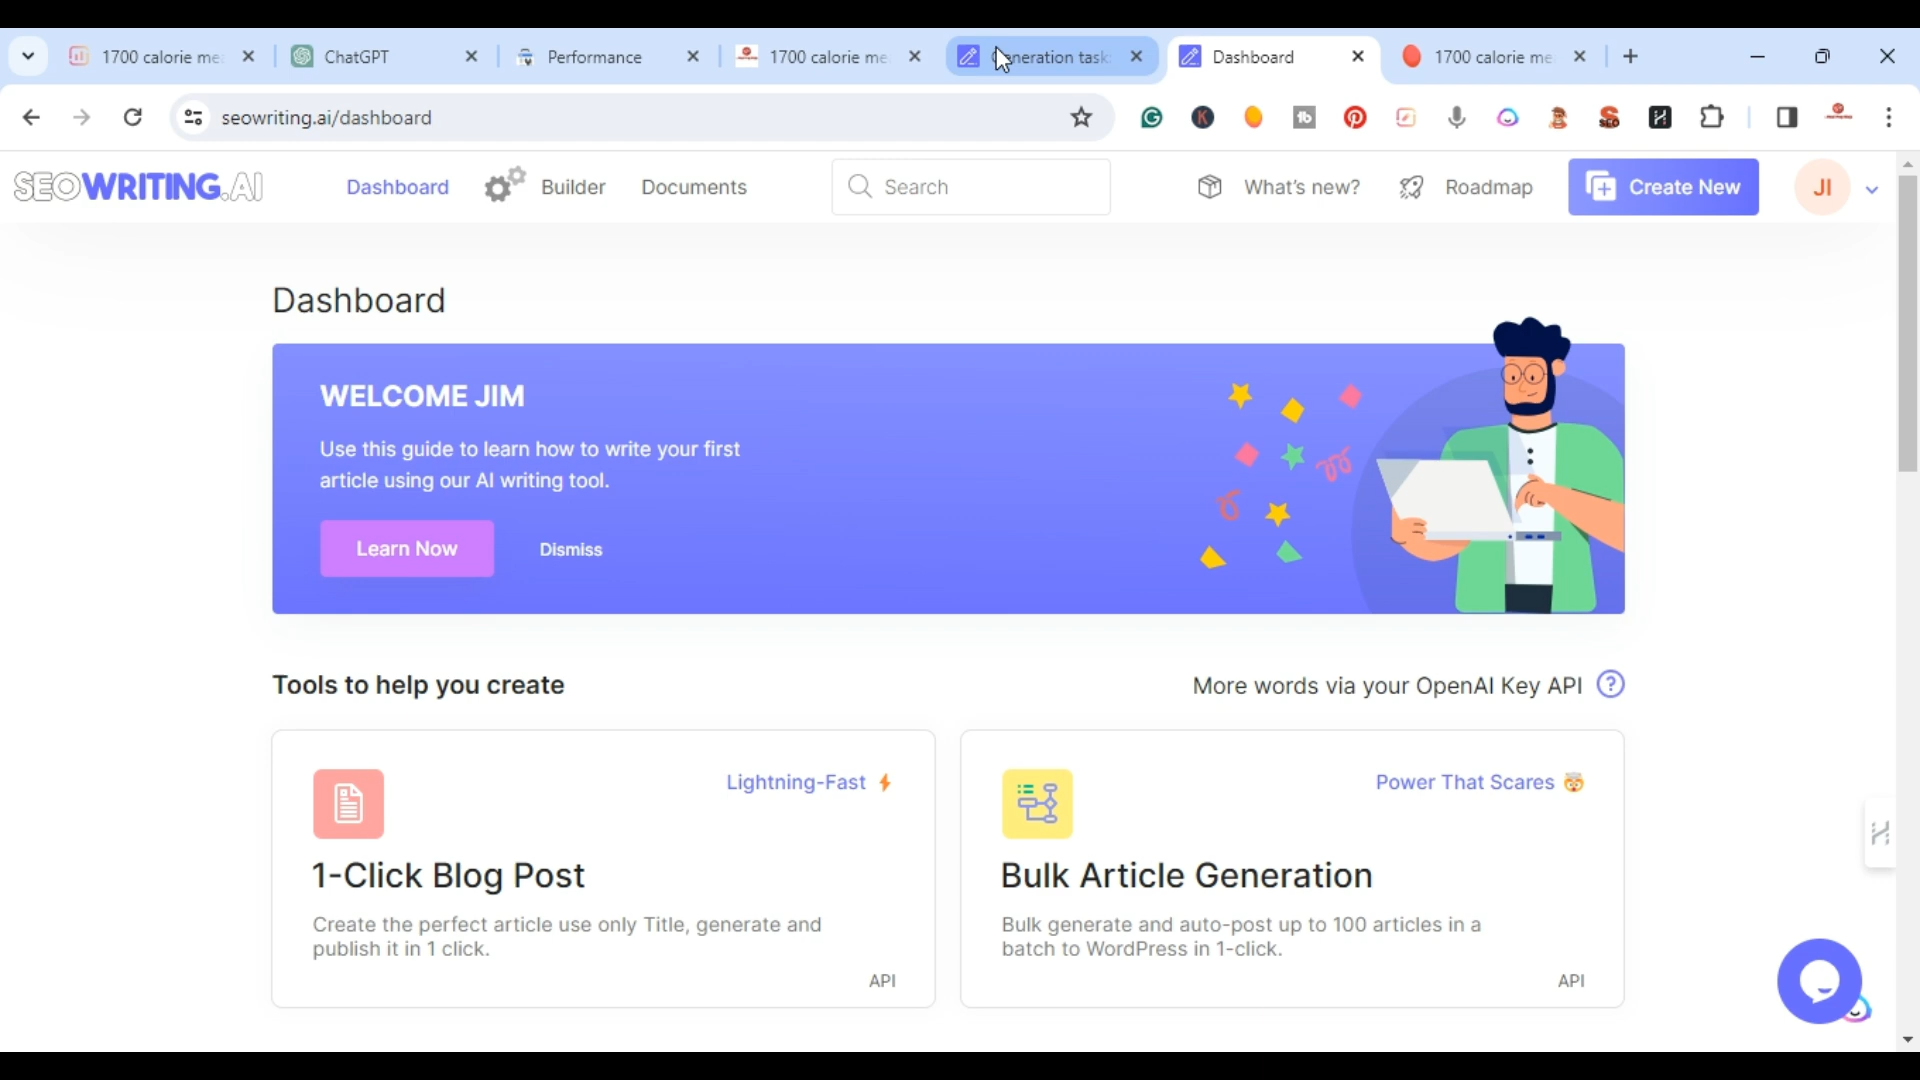 1700 calorie me
ChatGPT
Performance
1700 calorie me
neration task
Dashboard
1700 calorie me
seowriting.ai/dashboard
SEOWRITING.AI
Dashboard
Builder
Documents
Search
What's new?
Roadmap
Create New
JI
Dashboard
WELCOME JIM
Use this guide to learn how to write your first
article using our AI writing tool.
Learn Now
Dismiss
Tools to help you create
More words via your OpenAI Key API ?
Lightning-Fast
1-Click Blog Post
Create the perfect article use only Title, generate and
publish it in 1 click.
API
Power That Scares
Bulk Article Generation
Bulk generate and auto-post up to 100 articles in a
batch to WordPress in 1-click.
API